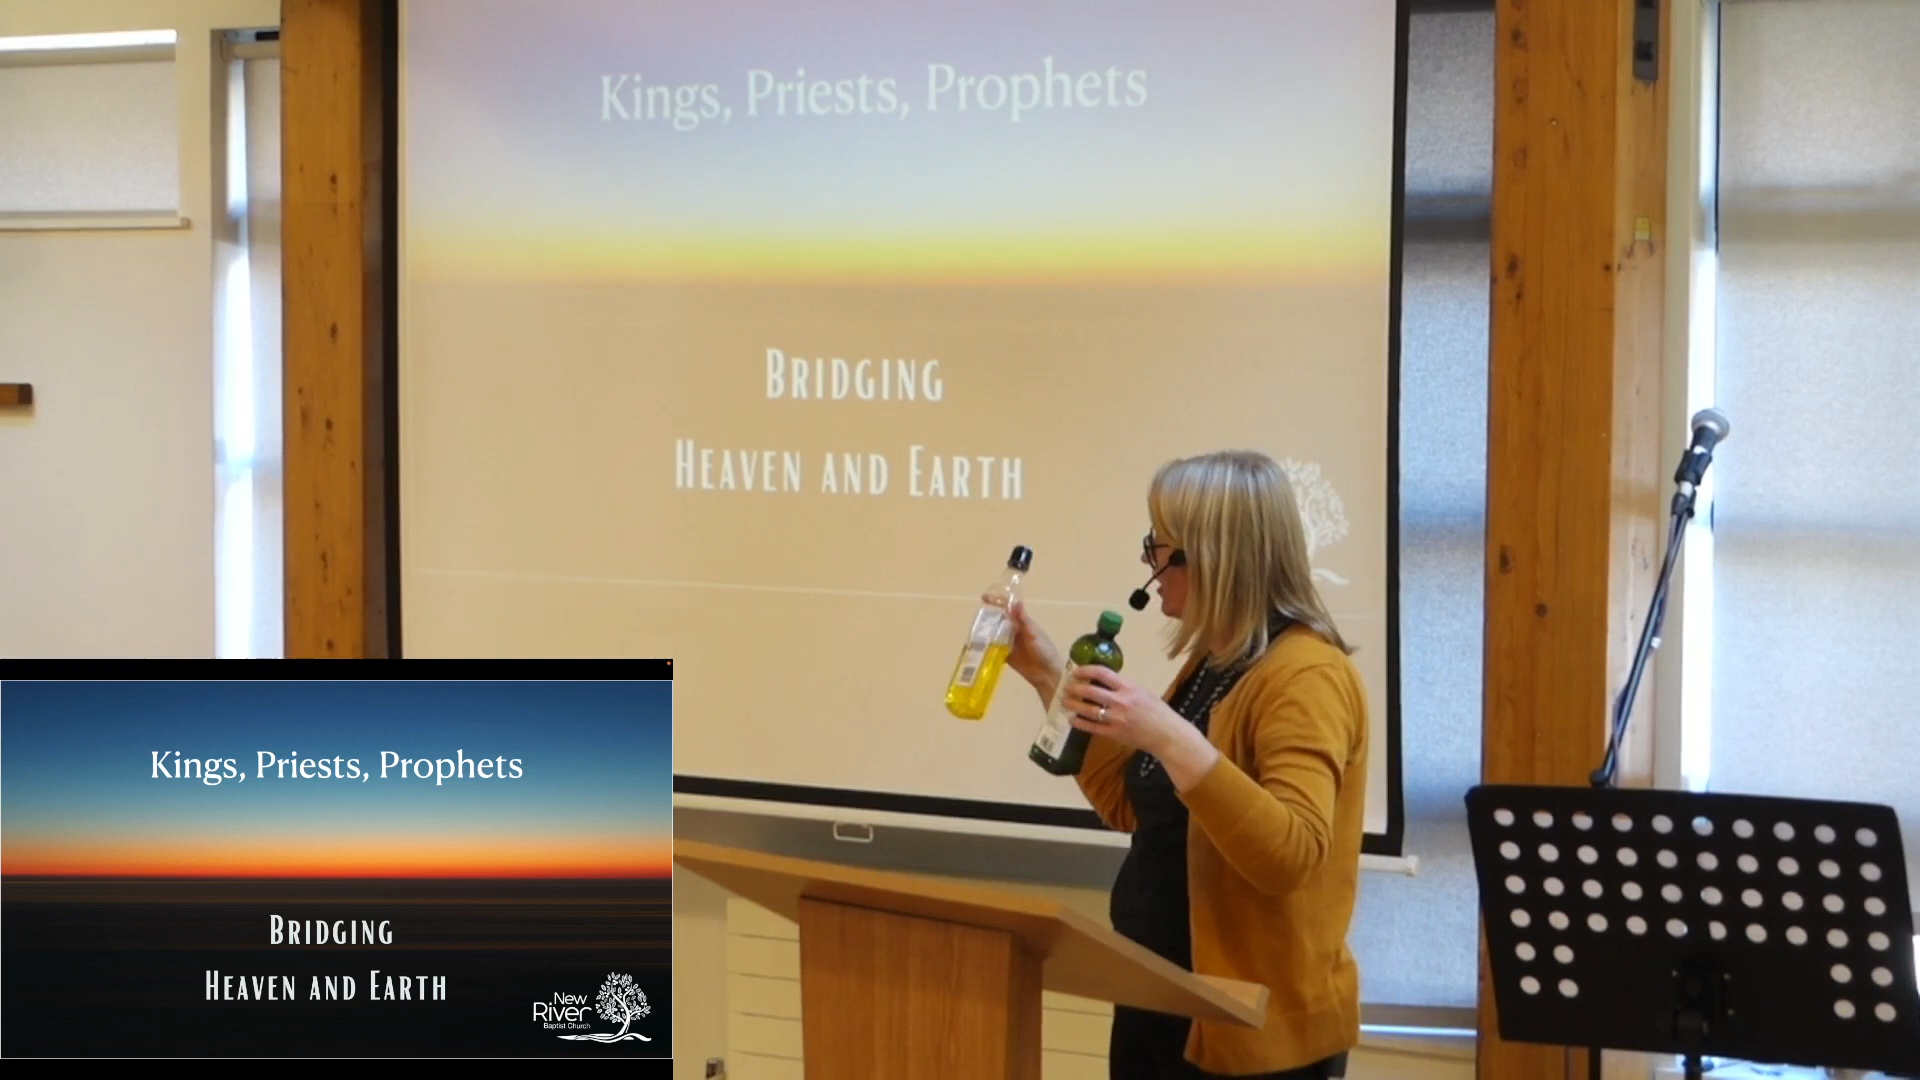 Kings, Priests, Prophets
Bridging
Heaven and Earth
Kings, Priests, Prophets
Bridging
Heaven and Earth
New
River
Baptist Church